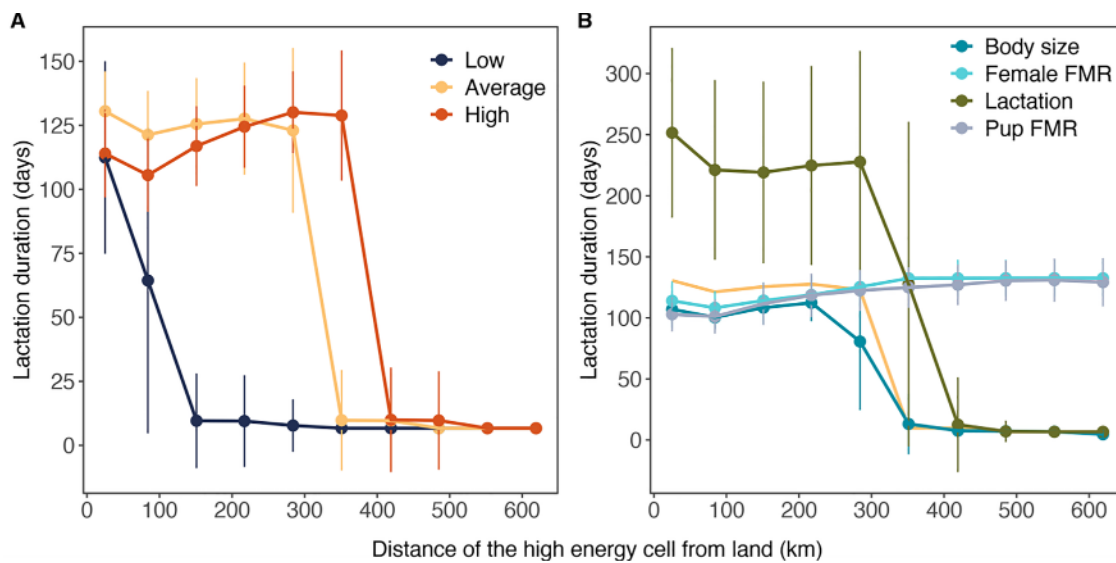 A
B
Low
Average
High
Body size
Female FMR
Lactation
Pup FMR
Lactation duration (days)
150
125
100
75
50
25
0
0 100 200 300 400 500 600
Lactation duration (days)
300
250
200
150
100
50
0
0 100 200 300 400 500 600
Distance of the high energy cell from land (km)